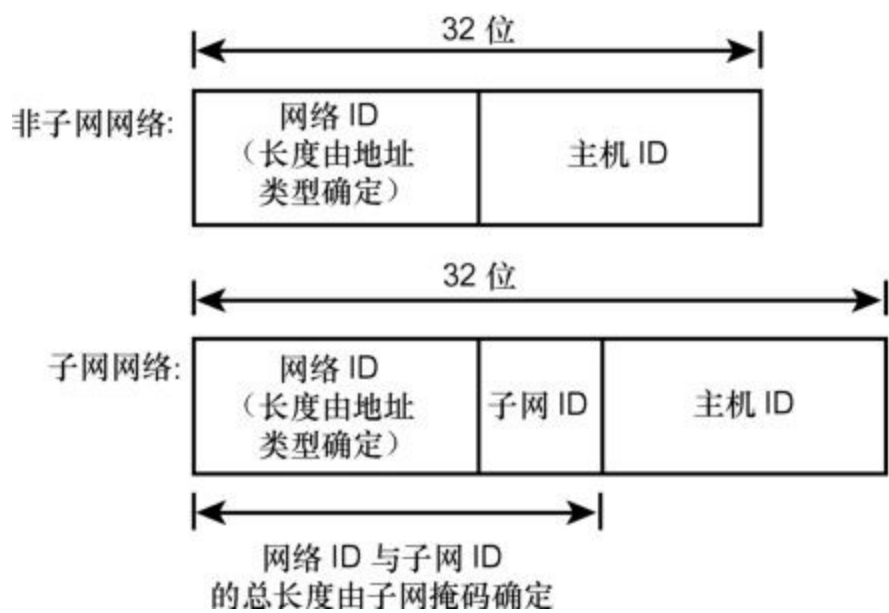 32 位
非子网网络:
网络 ID
（长度由地址
类型确定）
主机 ID
32 位
子网网络:
网络 ID
（长度由地址
类型确定）
子网 ID
主机 ID
网络 ID 与子网 ID
的总长度由子网掩码确定